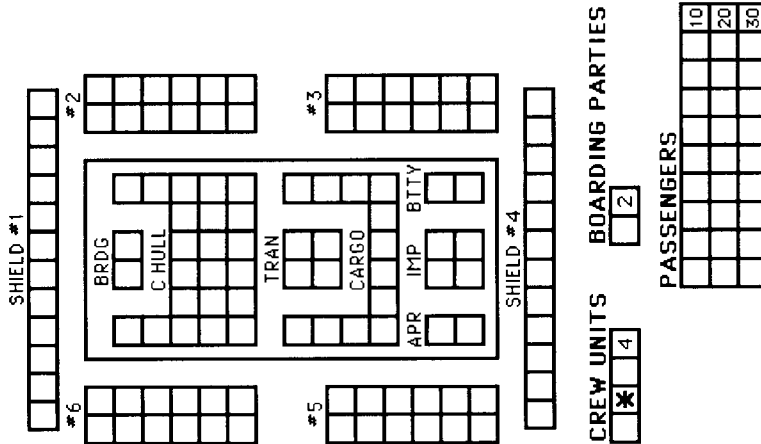 SHIELD #1
#6
#2
BRDG
C HULL
TRAN
CARGO
APR IMP BTTY
#5
#3
SHIELD #4
CREW UNITS
✱ 4
BOARDING PARTIES
2
PASSENGERS
10
20
30